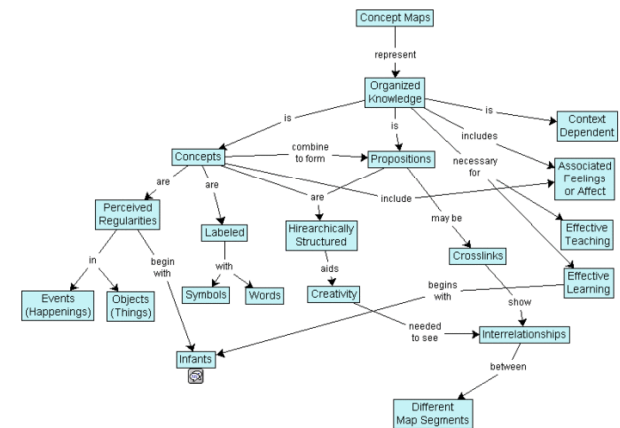 Concept Maps
represent
Organized
Knowledge
is
is
is
includes
necessary
for
Context
Dependent
Concepts
combine
to form
Propositions
Associated
Feelings
or Affect
are
are
are
include
Perceived
Regularities
Labeled
Hirearchically
Structured
may be
Effective
Teaching
in
begin
with
with
aids
Crosslinks
Events
(Happenings)
Objects
(Things)
Symbols
Words
Creativity
begins
with
show
Effective
Learning
needed
to see
Infants
Interrelationships
between
Different
Map Segments